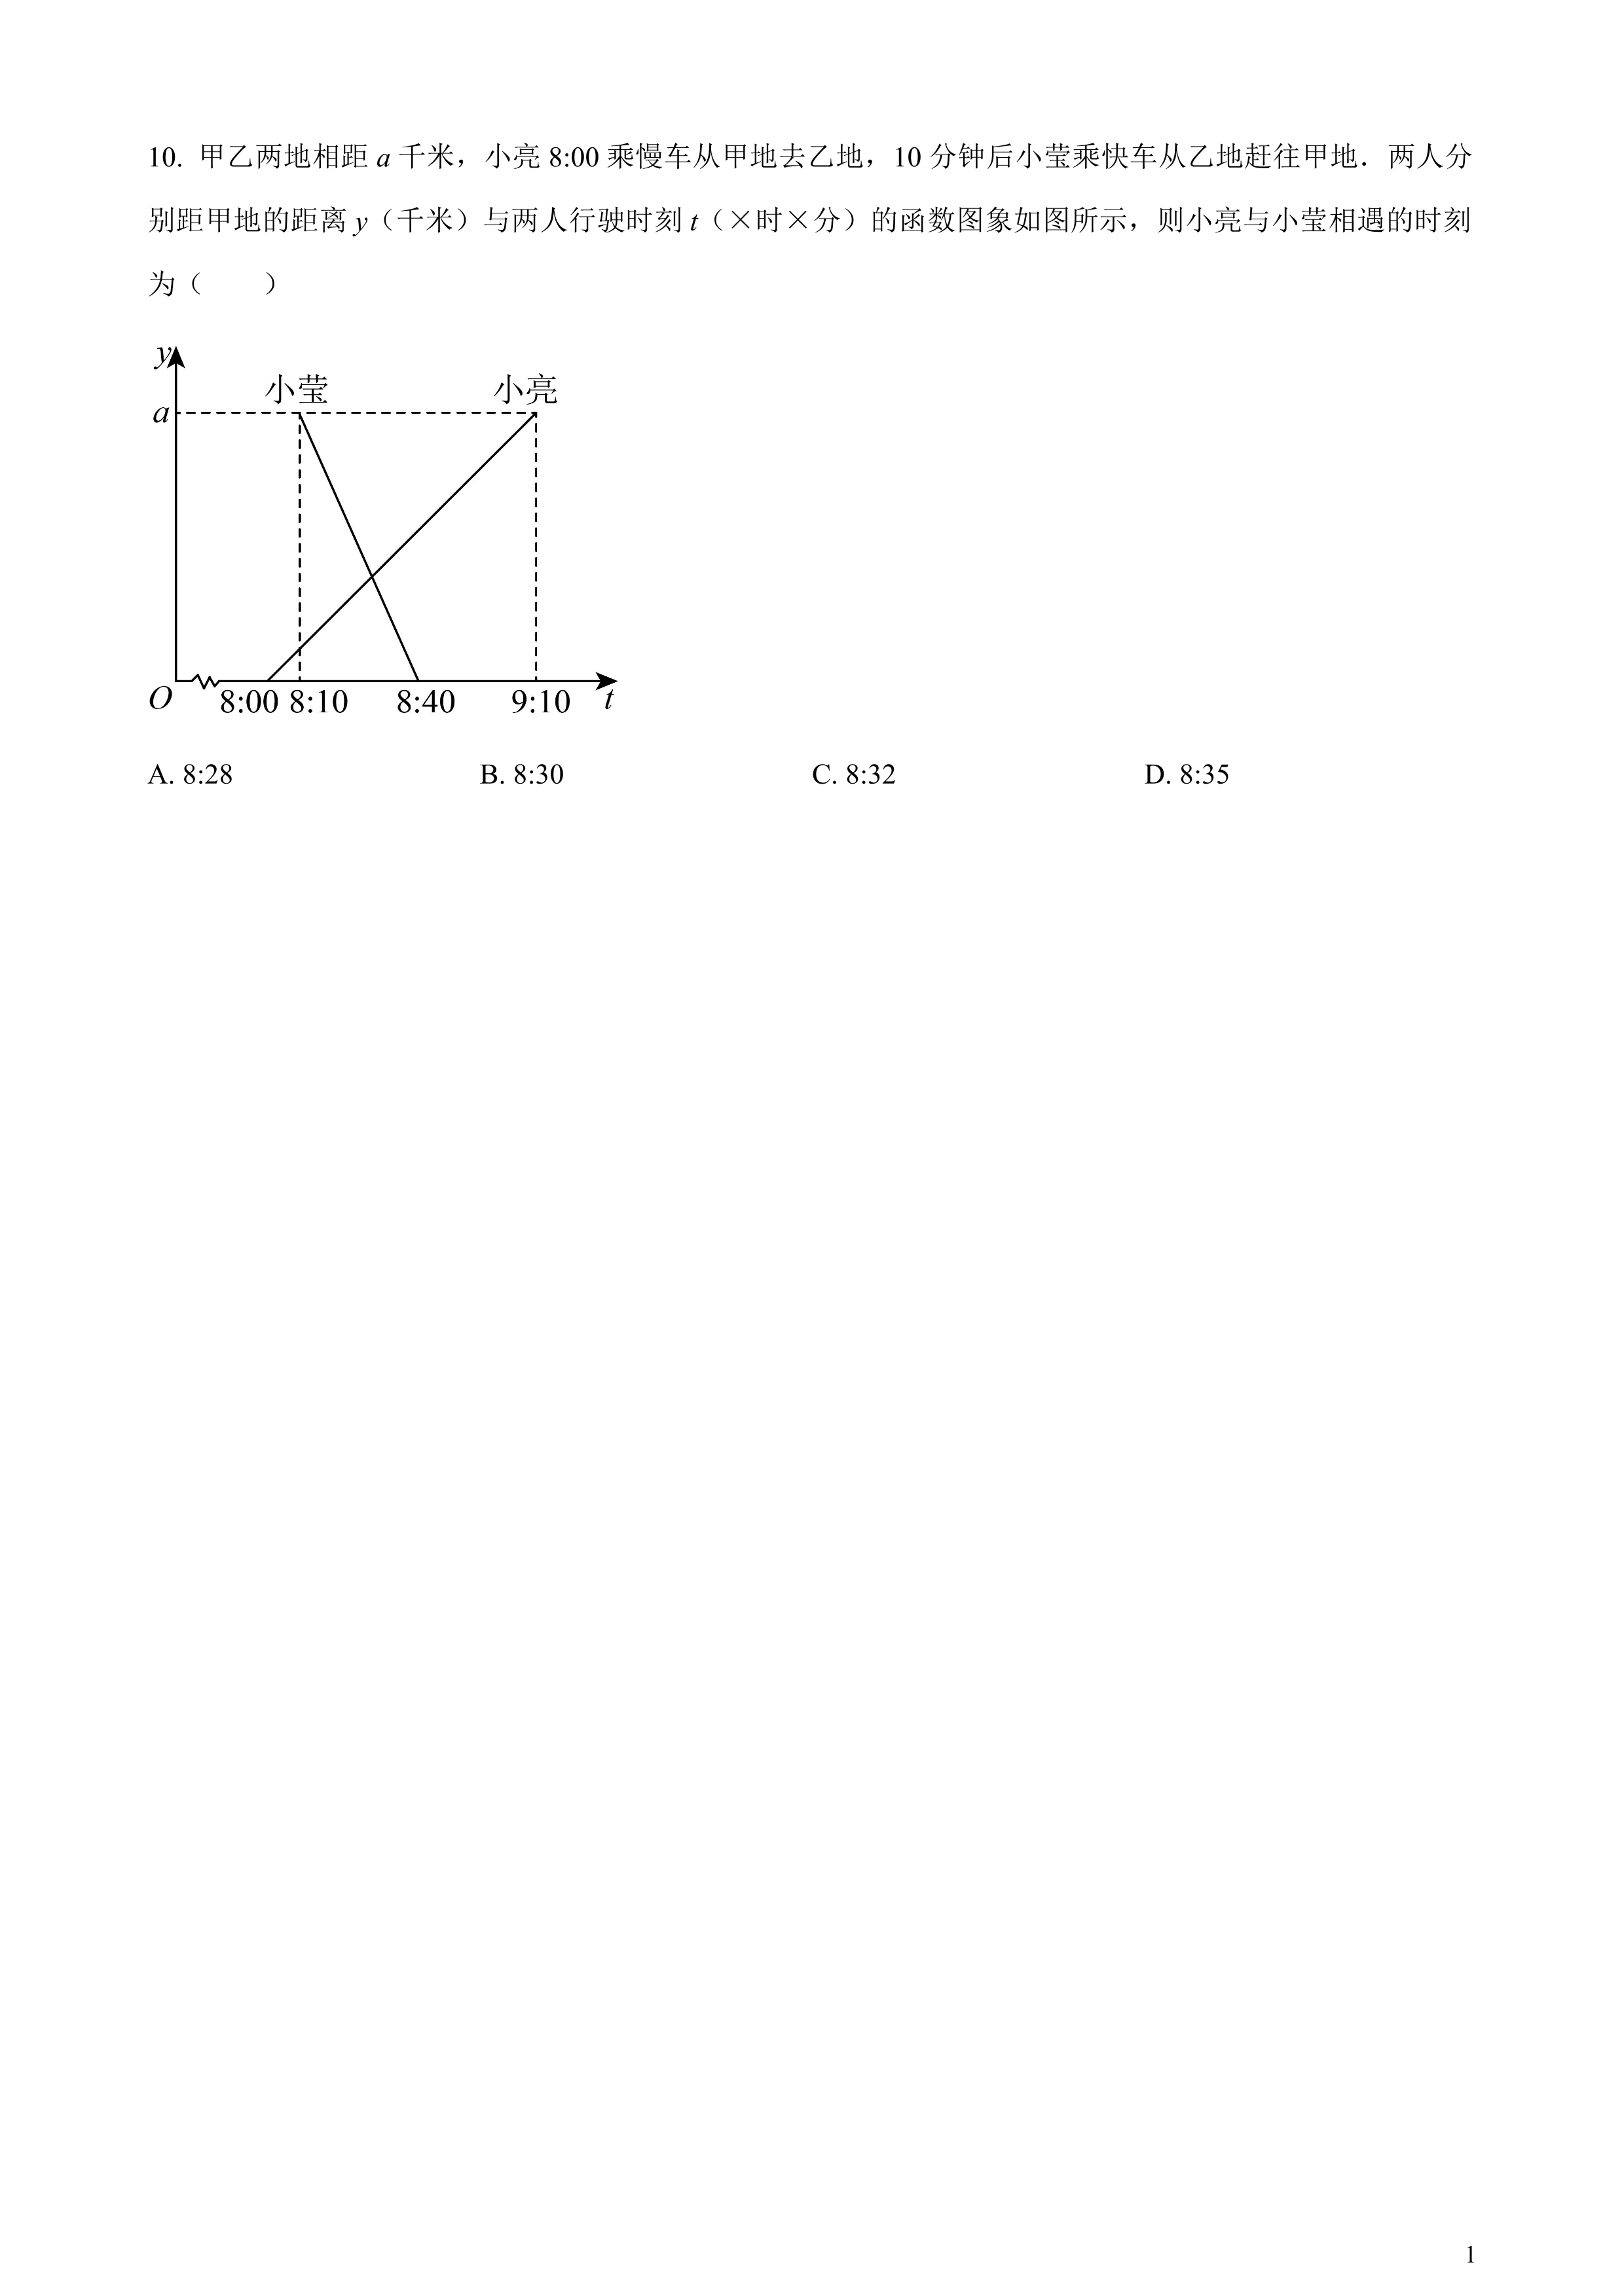 10. 甲乙两地相距 a 千米，小亮 8:00 乘慢车从甲地去乙地，10 分钟后小莹乘快车从乙地赶往甲地．两人分
别距甲地的距离 y（千米）与两人行驶时刻 t（×时×分）的函数图象如图所示，则小亮与小莹相遇的时刻
为（　　）
y
小莹 小亮
a
O 8:00 8:10 8:40 9:10 t
A. 8:28 B. 8:30 C. 8:32 D. 8:35
1